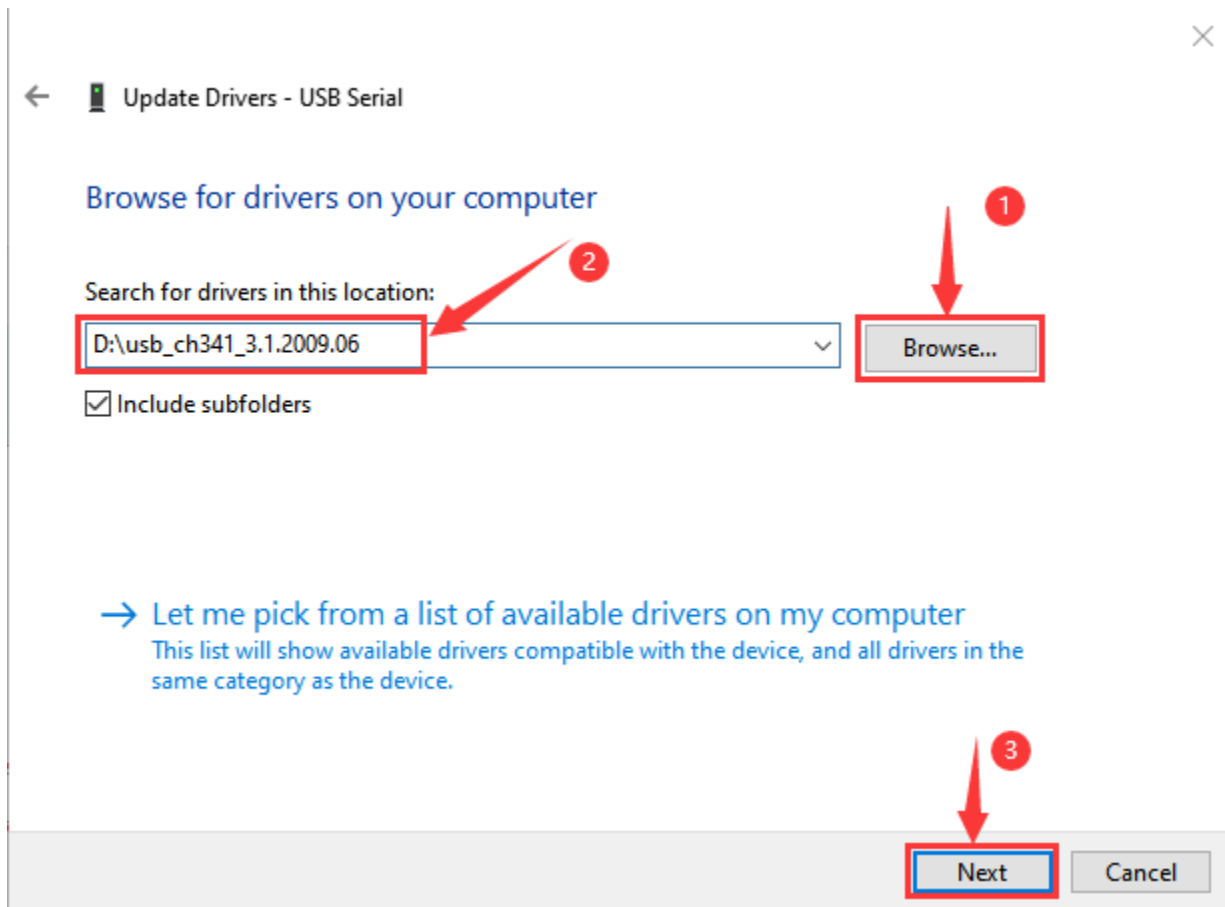 Update Drivers - USB Serial
Browse for drivers on your computer
1
2
Search for drivers in this location:
D:\usb_ch341_3.1.2009.06
Browse...
Include subfolders
Let me pick from a list of available drivers on my computer
This list will show available drivers compatible with the device, and all drivers in the
same category as the device.
3
Next
Cancel